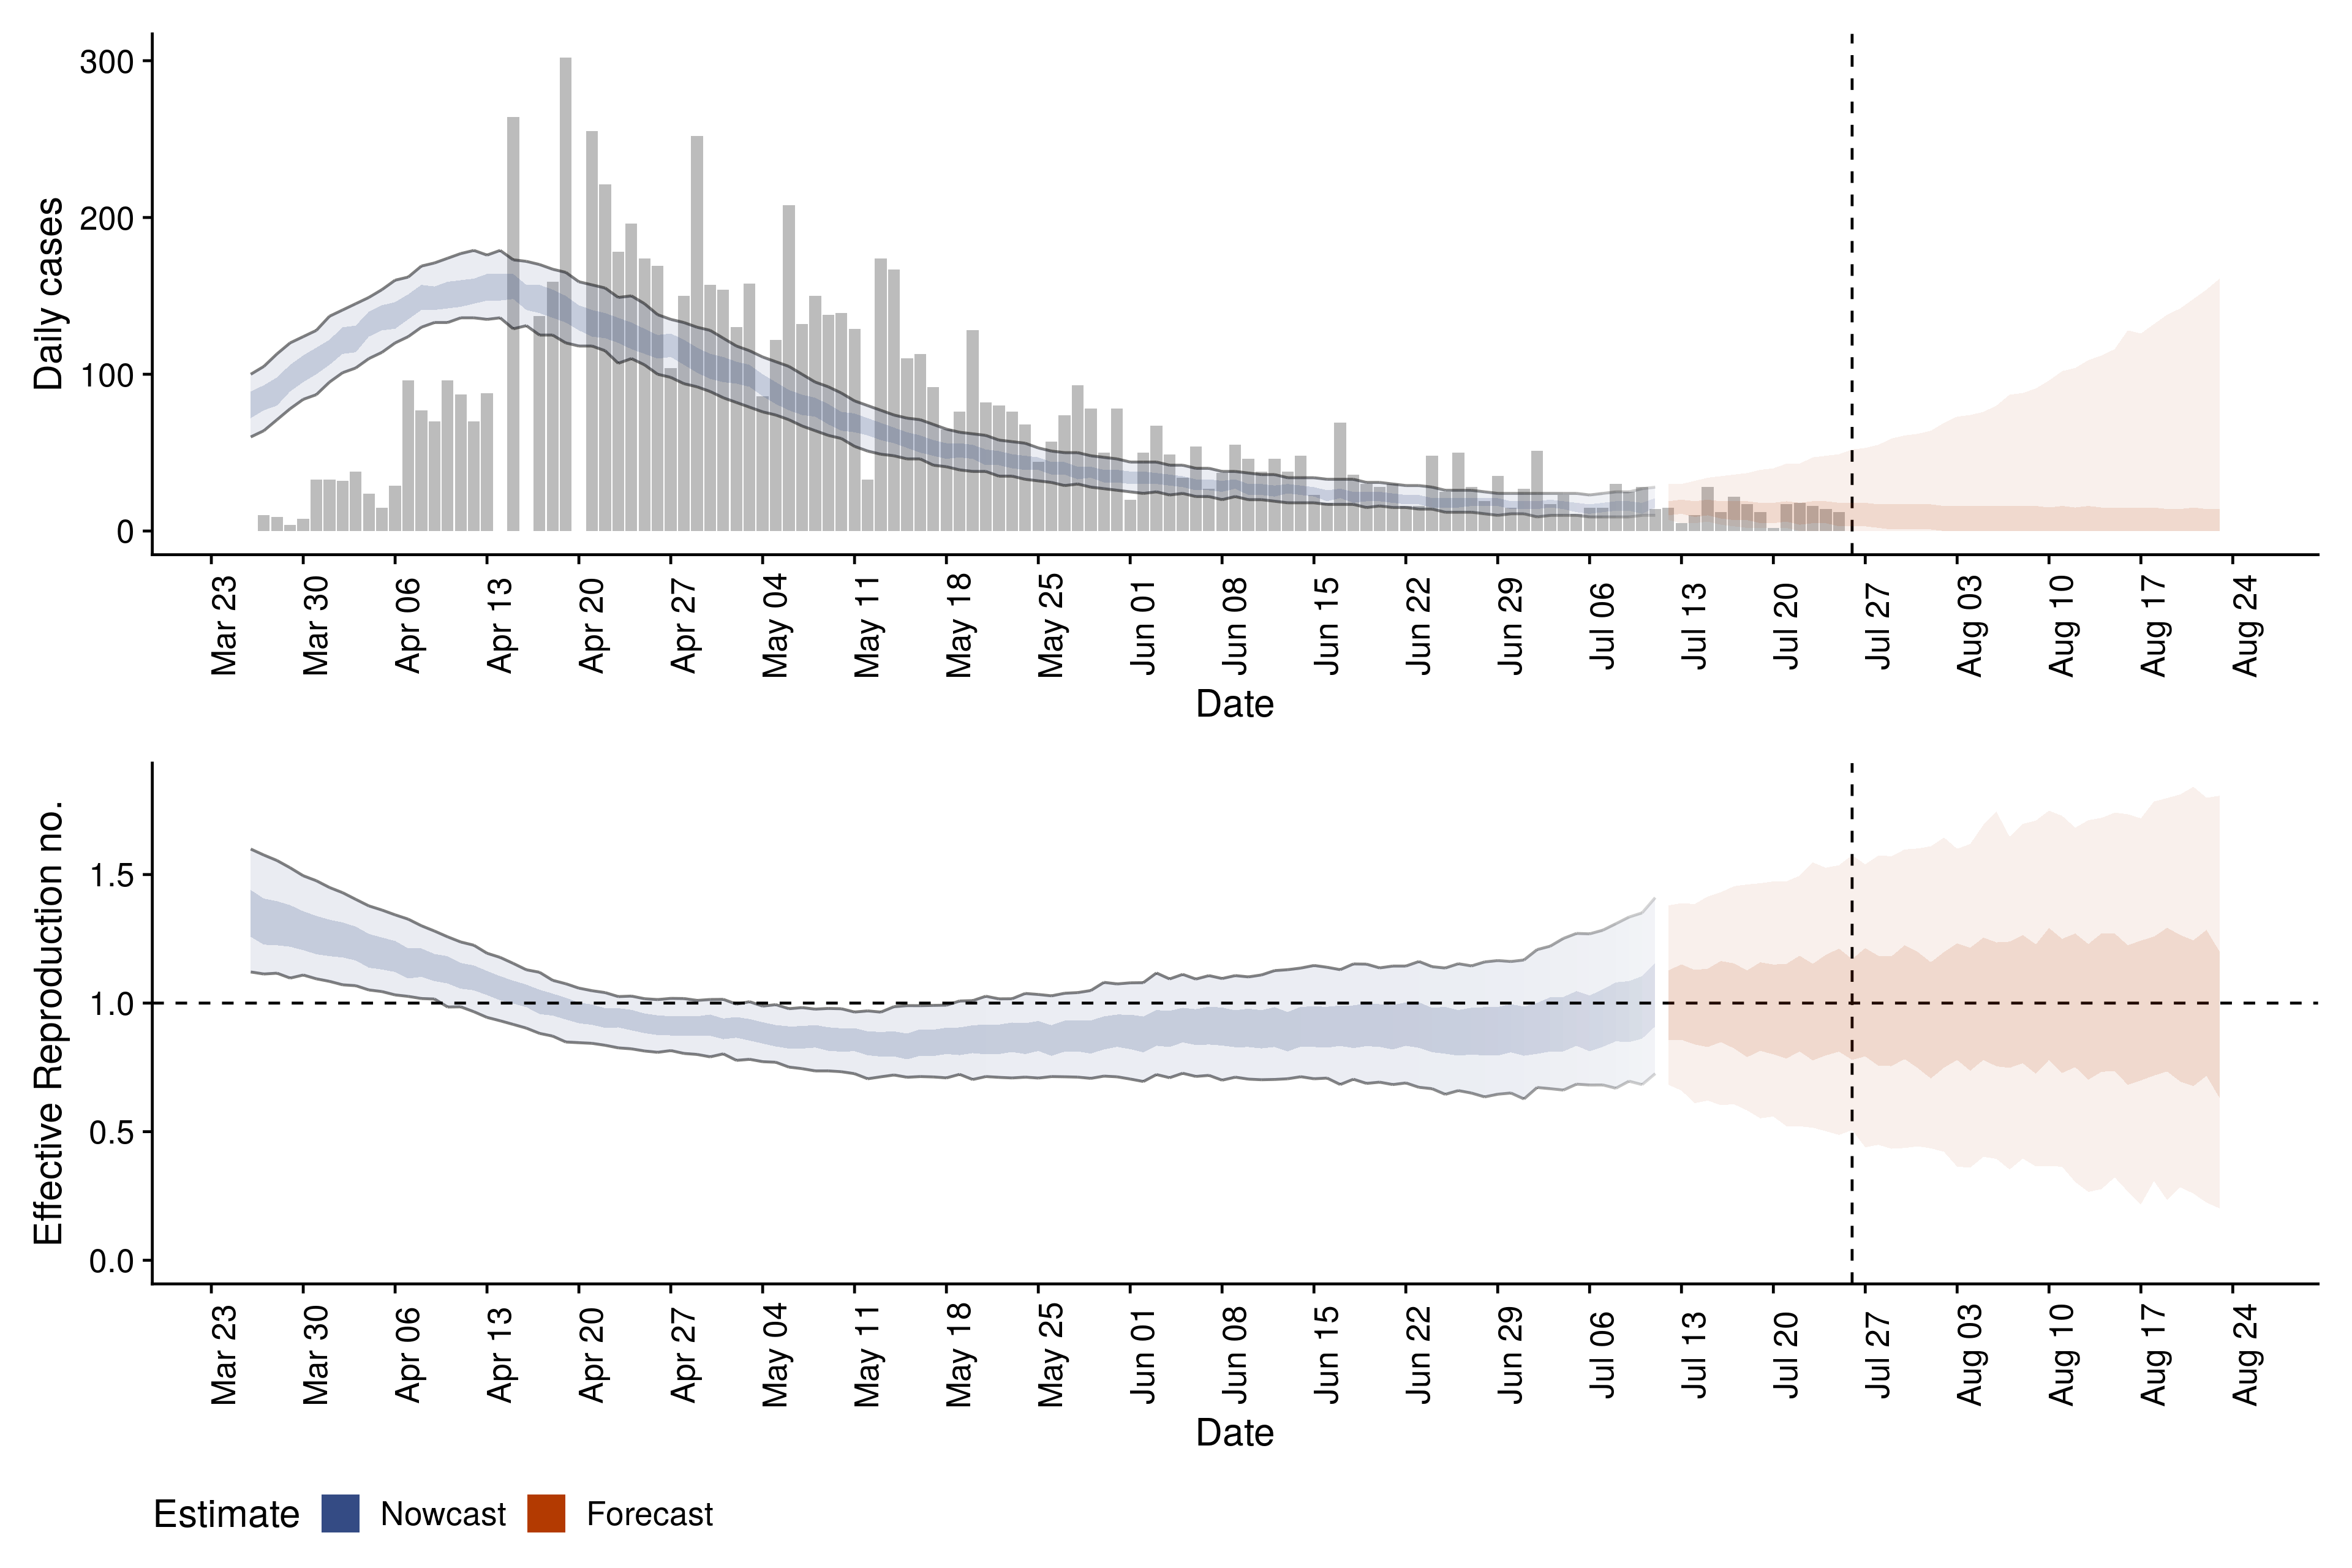 300
200
100
0
Daily cases
Mar 23
Mar 30
Apr 06
Apr 13
Apr 20
Apr 27
May 04
May 11
May 18
May 25
Jun 01
Jun 08
Jun 15
Jun 22
Jun 29
Jul 06
Jul 13
Jul 20
Jul 27
Aug 03
Aug 10
Aug 17
Aug 24
Date
1.5
1.0
0.5
0.0
Effective Reproduction no.
Mar 23
Mar 30
Apr 06
Apr 13
Apr 20
Apr 27
May 04
May 11
May 18
May 25
Jun 01
Jun 08
Jun 15
Jun 22
Jun 29
Jul 06
Jul 13
Jul 20
Jul 27
Aug 03
Aug 10
Aug 17
Aug 24
Date
Estimate Nowcast Forecast